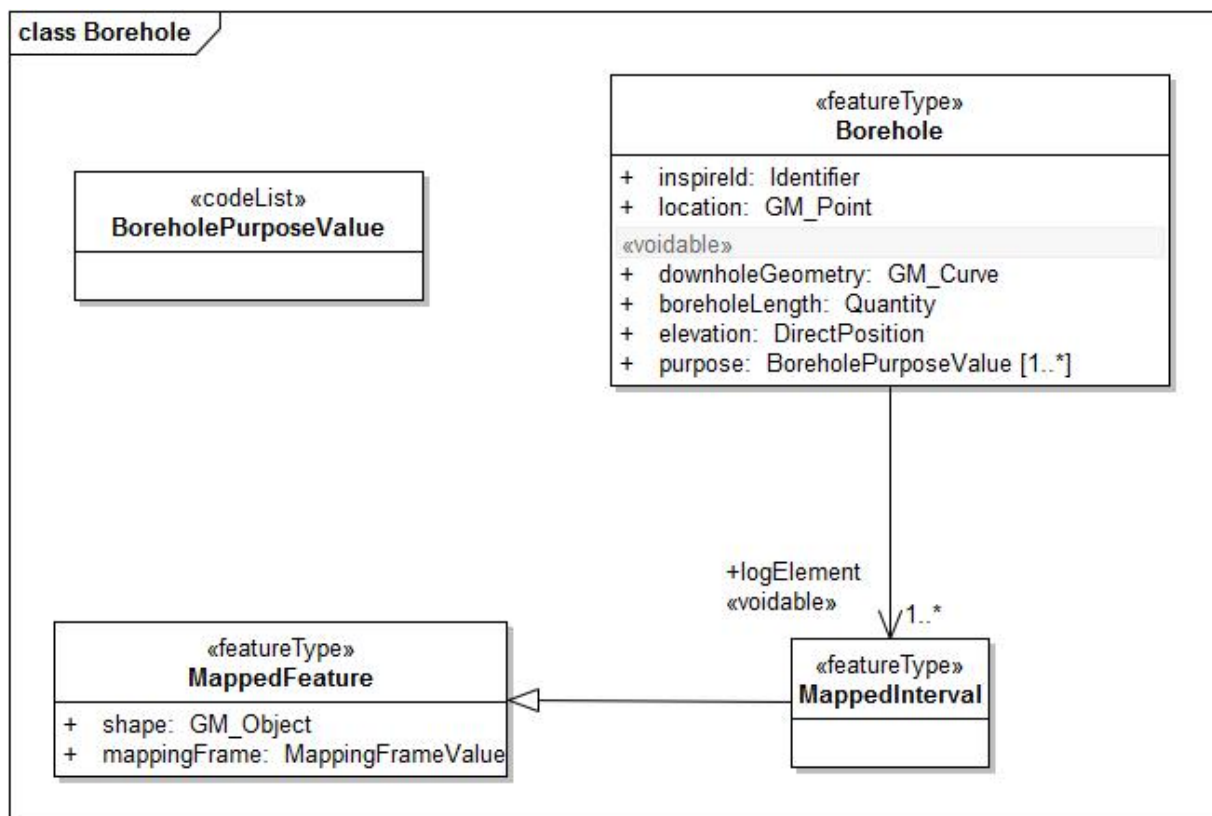 class Borehole
«featureType»
Borehole
+ inspireId: Identifier
+ location: GM_Point
«voidable»
+ downholeGeometry: GM_Curve
+ boreholeLength: Quantity
+ elevation: DirectPosition
+ purpose: BoreholePurposeValue [1..*]
«codeList»
BoreholePurposeValue
+logElement
«voidable»
1..*
«featureType»
MappedFeature
+ shape: GM_Object
+ mappingFrame: MappingFrameValue
«featureType»
MappedInterval